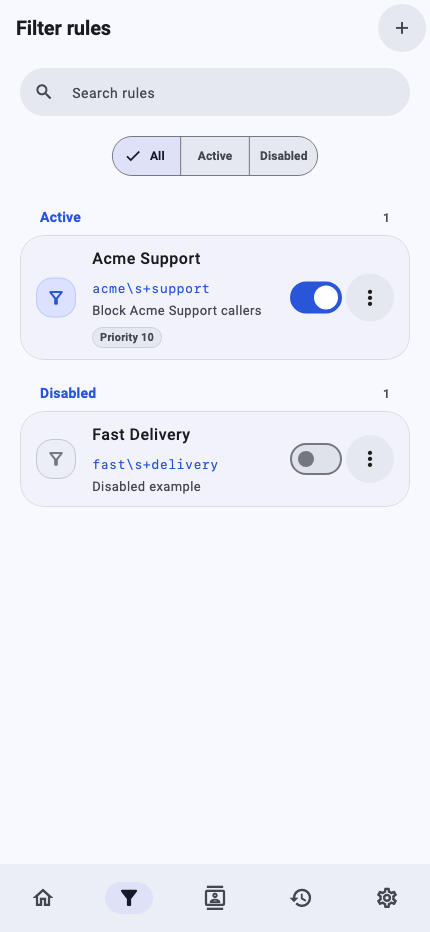 Filter rules
Search rules
All
Active
Disabled
Active
1
Acme Support
acme\s+support
Block Acme Support callers
Priority 10
Disabled
1
Fast Delivery
fast\s+delivery
Disabled example